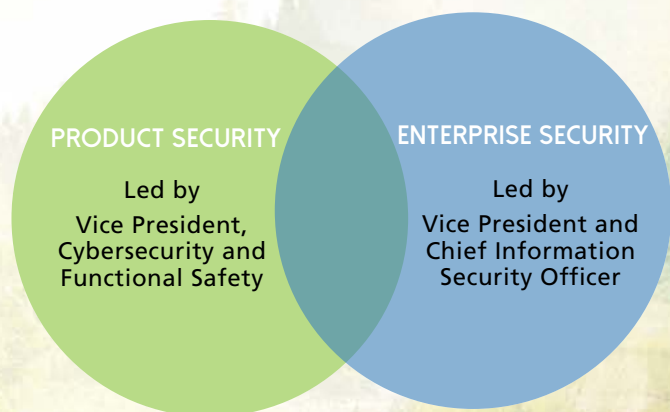 PRODUCT SECURITY
Led by
Vice President,
Cybersecurity and
Functional Safety
ENTERPRISE SECURITY
Led by
Vice President and
Chief Information
Security Officer